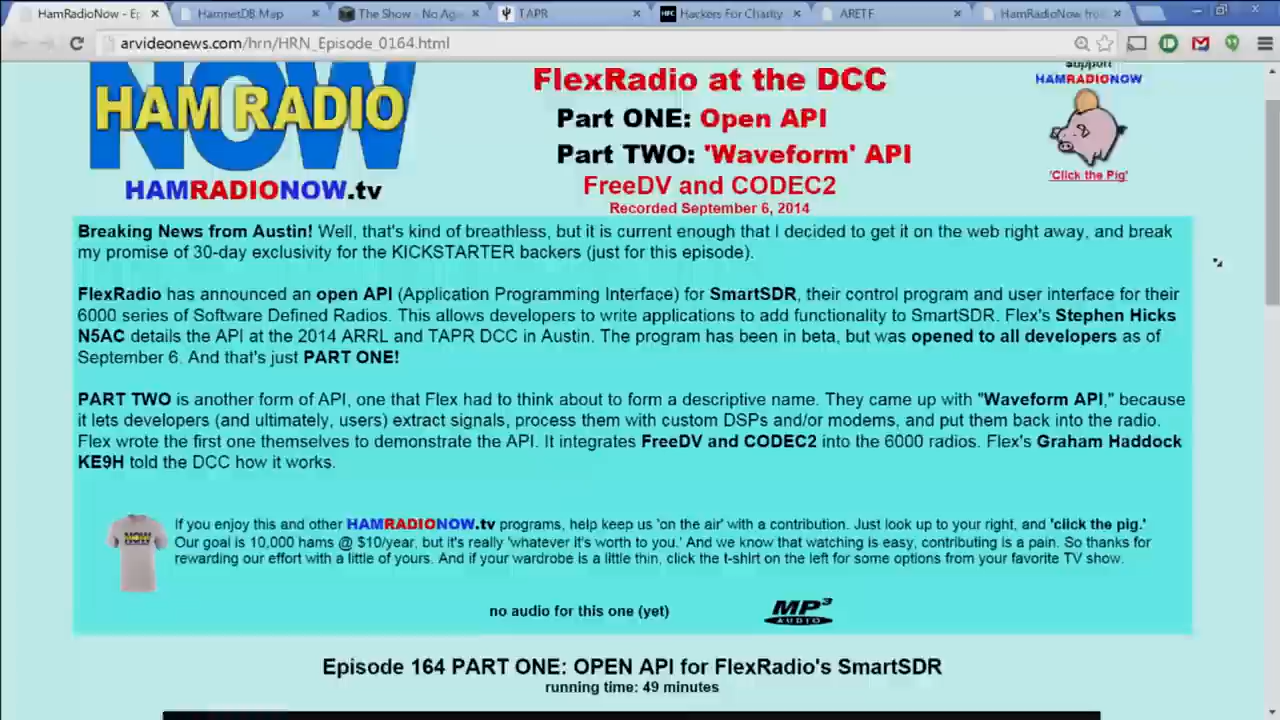 HamRadioNow - Ep
HamnetDB Map
The Show - No Aga
TAPR
HFC
Hackers For Charity
ARETF
HamRadioNow fro
arvideonews.com/hrn/HRN_Episode_0164.html
NOW
HAM RADIO
HAMRADIONOW.tv
FlexRadio at the DCC
Part ONE: Open API
Part TWO: 'Waveform' API
FreeDV and CODEC2
Recorded September 6, 2014
Support
HAMRADIONOW
'Click the Pig'
Breaking News from Austin! Well, that's kind of breathless, but it is current enough that I decided to get it on the web right away, and break
my promise of 30-day exclusivity for the KICKSTARTER backers (just for this episode).
FlexRadio has announced an open API (Application Programming Interface) for SmartSDR, their control program and user interface for their
6000 series of Software Defined Radios. This allows developers to write applications to add functionality to SmartSDR. Flex's Stephen Hicks
N5AC details the API at the 2014 ARRL and TAPR DCC in Austin. The program has been in beta, but was opened to all developers as of
September 6. And that's just PART ONE!
PART TWO is another form of API, one that Flex had to think about to form a descriptive name. They came up with "Waveform API," because
it lets developers (and ultimately, users) extract signals, process them with custom DSPs and/or modems, and put them back into the radio.
Flex wrote the first one themselves to demonstrate the API. It integrates FreeDV and CODEC2 into the 6000 radios. Flex's Graham Haddock
KE9H told the DCC how it works.
NOW
If you enjoy this and other HAMRADIONOW.tv programs, help keep us 'on the air' with a contribution. Just look up to your right, and 'click the pig.'
Our goal is 10,000 hams @ $10/year, but it's really 'whatever it's worth to you.' And we know that watching is easy, contributing is a pain. So thanks for
rewarding our effort with a little of yours. And if your wardrobe is a little thin, click the t-shirt on the left for some options from your favorite TV show.
no audio for this one (yet)
MP3
AUDIO
Episode 164 PART ONE: OPEN API for FlexRadio's SmartSDR
running time: 49 minutes